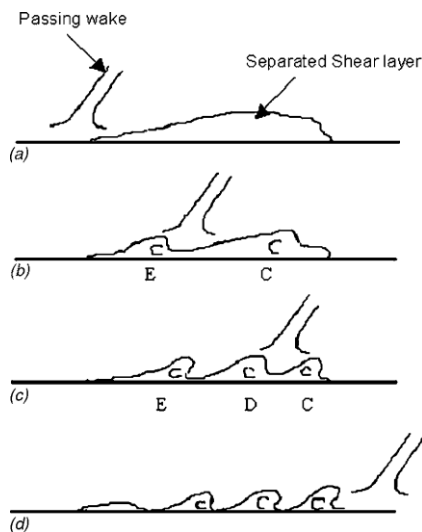 Passing wake
Separated Shear layer
(a)
(b)
E C
(c)
E D C
(d)